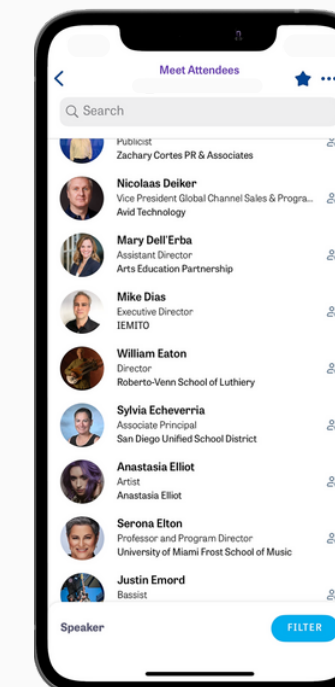 Meet Attendees
Search
Publicist
Zachary Cortes PR & Associates
Nicolaas Deiker
Vice President Global Channel Sales & Progra...
Avid Technology
Mary Dell'Erba
Assistant Director
Arts Education Partnership
Mike Dias
Executive Director
IEMITO
William Eaton
Director
Roberto-Venn School of Luthiery
Sylvia Echeverria
Associate Principal
San Diego Unified School District
Anastasia Elliot
Artist
Anastasia Elliot
Serona Elton
Professor and Program Director
University of Miami Frost School of Music
Justin Emord
Bassist
Speaker
FILTER